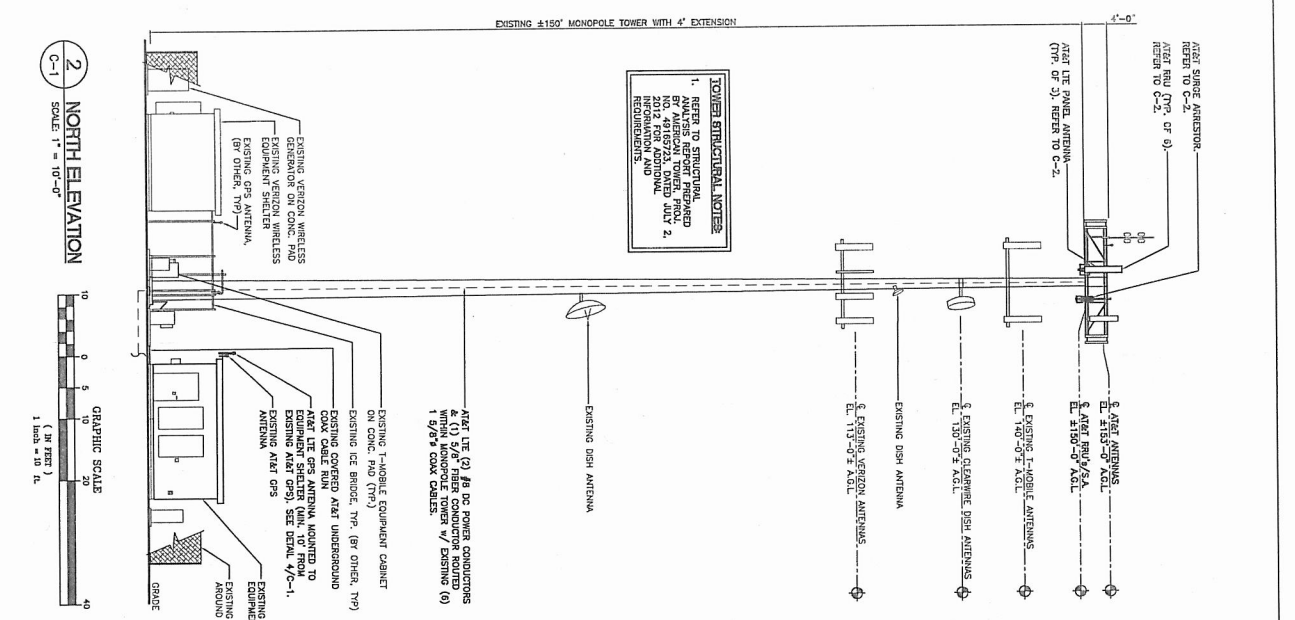 EXISTING ±150' MONOPOLE TOWER WITH 4' EXTENSION
4'-0"
AT&T SURGE ARRESTOR.
REFER TO C-2.
AT&T RRU (TYP. OF 6).
REFER TO C-2.
AT&T LTE PANEL ANTENNA
(TYP. OF 3). REFER TO C-2.
TOWER STRUCTURAL NOTES:
1. REFER TO STRUCTURAL
ANALYSIS REPORT PREPARED
BY AMERICAN TOWER, PROJ.
NO. 49165723, DATED JULY 2,
2012 FOR ADDITIONAL
INFORMATION AND
REQUIREMENTS.
℄ AT&T ANTENNAS
EL ±153'-0" A.G.L.
℄ AT&T RRU's/S.A.
EL ±150'-0" A.G.L.
℄ EXISTING T-MOBILE ANTENNAS
EL 140'-0"± A.G.L.
℄ EXISTING CLEARWIRE DISH ANTENNAS
EL 130'-0"± A.G.L.
EXISTING DISH ANTENNA
℄ EXISTING VERIZON ANTENNAS
EL 113'-0"± A.G.L.
EXISTING DISH ANTENNA
AT&T LTE (2) #8 DC POWER CONDUCTORS
& (1) 5/8" FIBER CONDUCTOR ROUTED
WITHIN MONOPOLE TOWER w/ EXISTING (6)
1 5/8"ø COAX CABLES.
EXISTING VERIZON WIRELESS
GENERATOR ON CONC. PAD
EXISTING VERIZON WIRELESS
EQUIPMENT SHELTER
EXISTING GPS ANTENNA,
(BY OTHER, TYP)
EXISTING T-MOBILE EQUIPMENT CABINET
ON CONC. PAD (TYP.)
EXISTING ICE BRIDGE, TYP. (BY OTHER, TYP)
EXISTING COVERED AT&T UNDERGROUND
COAX CABLE RUN
AT&T LTE GPS ANTENNA MOUNTED TO
EQUIPMENT SHELTER (MIN. 10' FROM
EXISTING AT&T GPS). SEE DETAIL 4/C-1.
EXISTING AT&T GPS
ANTENNA
EXISTING
EQUIPME
EXISTING
AROUND
GRADE
2
C-1
NORTH ELEVATION
SCALE: 1" = 10'-0"
GRAPHIC SCALE
10 0 5 10 20 40
( IN FEET )
1 inch = 10 ft.